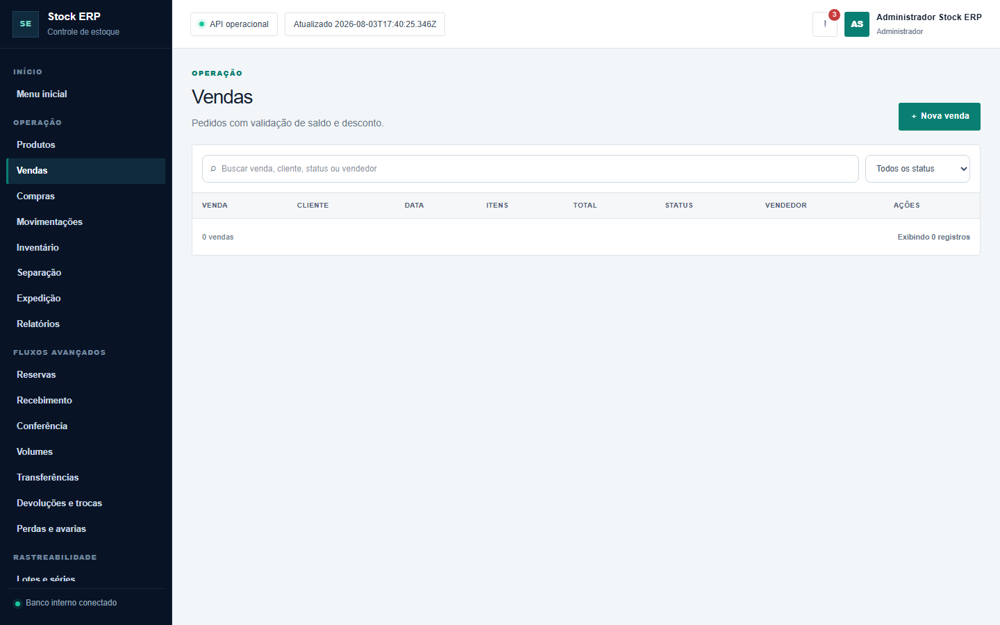 SE
Stock ERP
Controle de estoque
INÍCIO
Menu inicial
OPERAÇÃO
Produtos
Vendas
Compras
Movimentações
Inventário
Separação
Expedição
Relatórios
FLUXOS AVANÇADOS
Reservas
Recebimento
Conferência
Volumes
Transferências
Devoluções e trocas
Perdas e avarias
RASTREABILIDADE
Lotes e séries
Banco interno conectado
API operacional
Atualizado 2026-08-03T17:40:25.346Z
!
3
AS
Administrador Stock ERP
Administrador
OPERAÇÃO
Vendas
Pedidos com validação de saldo e desconto.
+ Nova venda
⌕ Buscar venda, cliente, status ou vendedor
Todos os status
VENDA CLIENTE DATA ITENS TOTAL STATUS VENDEDOR AÇÕES
0 vendas
Exibindo 0 registros